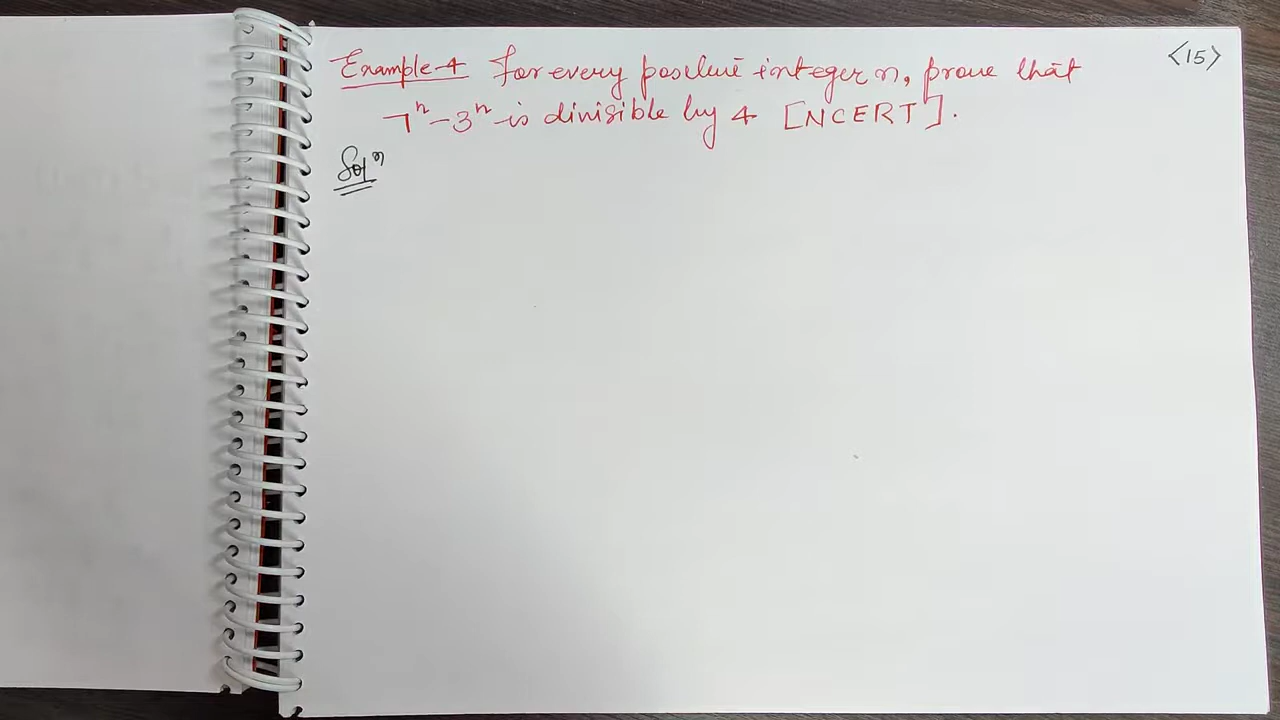 Example-4 For every positive integer n, prove that
7ⁿ-3ⁿ is divisible by 4 [NCERT].
<15>
Solⁿ